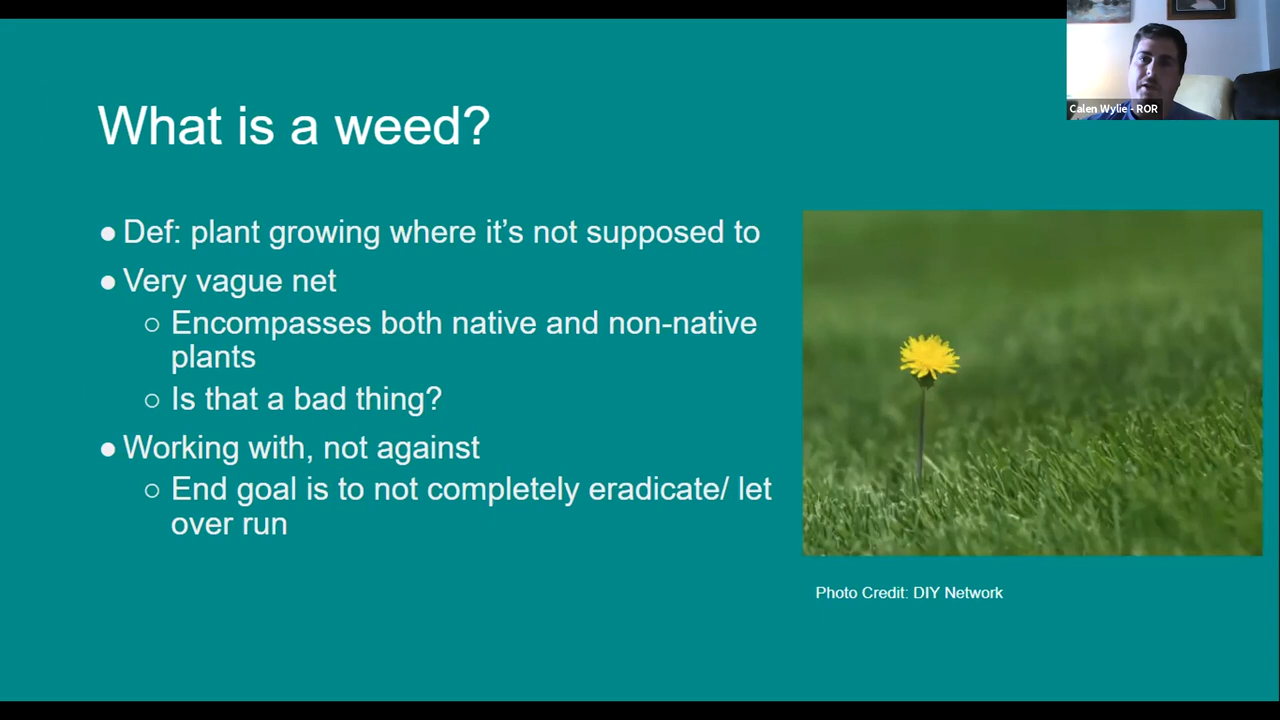 Calen Wylie - ROR
What is a weed?
● Def: plant growing where it’s not supposed to
● Very vague net
○ Encompasses both native and non-native
plants
○ Is that a bad thing?
● Working with, not against
○ End goal is to not completely eradicate/ let
over run
Photo Credit: DIY Network